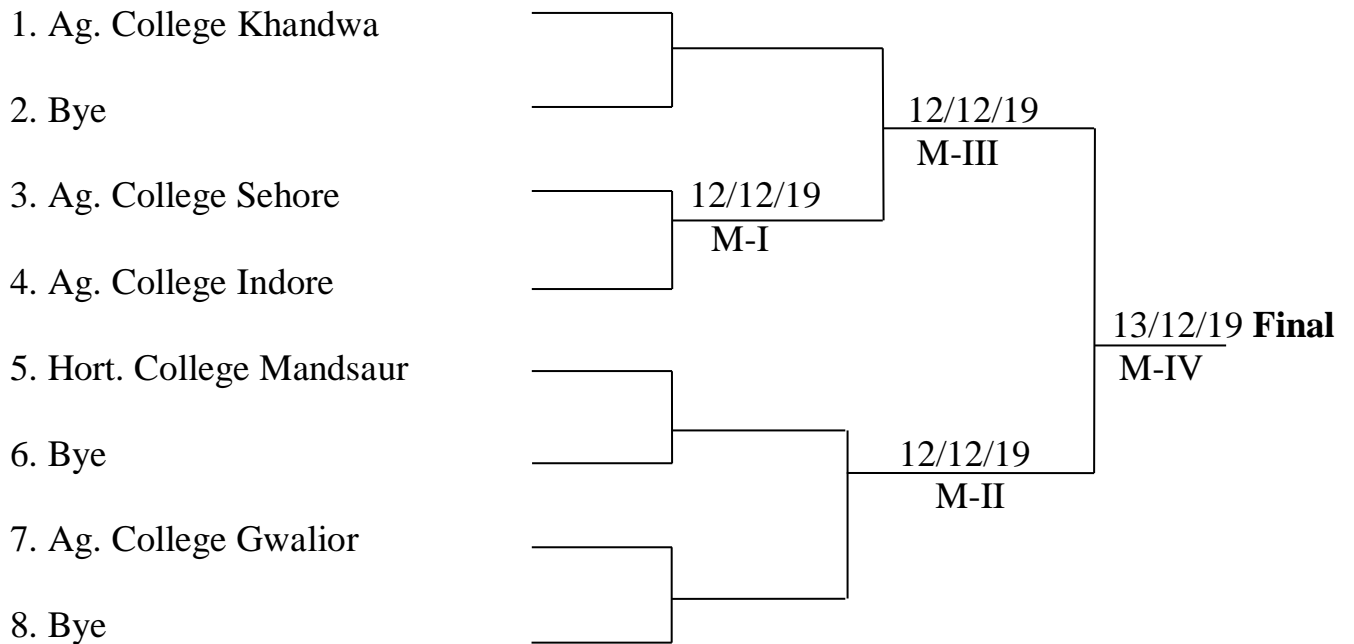 1. Ag. College Khandwa
2. Bye
12/12/19
M-III
3. Ag. College Sehore
12/12/19
M-I
4. Ag. College Indore
13/12/19 Final
M-IV
5. Hort. College Mandsaur
6. Bye
12/12/19
M-II
7. Ag. College Gwalior
8. Bye